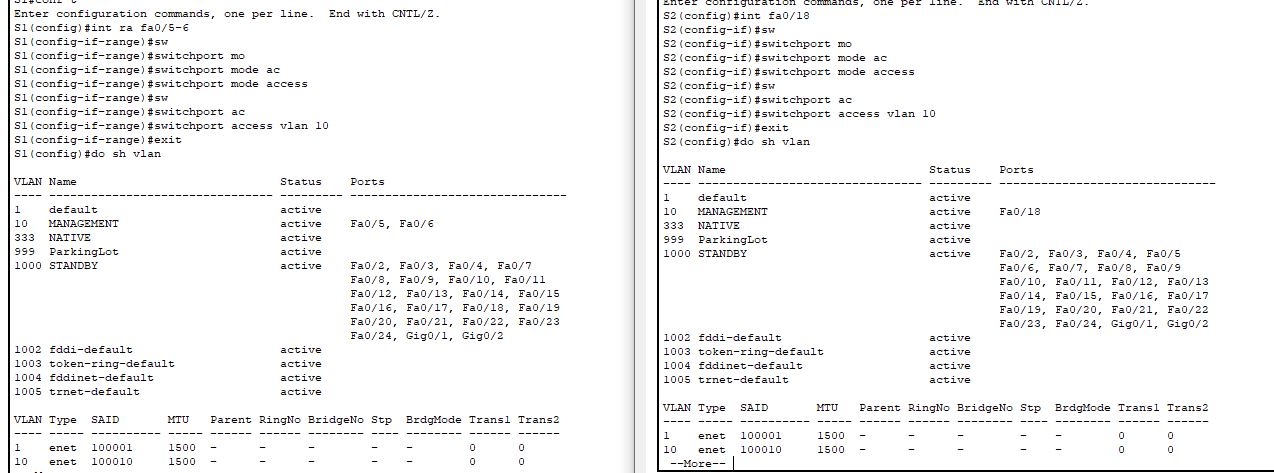 S1#conf t
Enter configuration commands, one per line.  End with CNTL/Z.
S1(config)#int ra fa0/5-6
S1(config-if-range)#sw
S1(config-if-range)#switchport mo
S1(config-if-range)#switchport mode ac
S1(config-if-range)#switchport mode access
S1(config-if-range)#sw
S1(config-if-range)#switchport ac
S1(config-if-range)#switchport access vlan 10
S1(config-if-range)#exit
S1(config)#do sh vlan
VLAN Name                             Status    Ports
---- -------------------------------- --------- -------------------------------
1    default                          active
10   MANAGEMENT                       active    Fa0/5, Fa0/6
333  NATIVE                           active
999  ParkingLot                       active
1000 STANDBY                          active    Fa0/2, Fa0/3, Fa0/4, Fa0/7
                                                Fa0/8, Fa0/9, Fa0/10, Fa0/11
                                                Fa0/12, Fa0/13, Fa0/14, Fa0/15
                                                Fa0/16, Fa0/17, Fa0/18, Fa0/19
                                                Fa0/20, Fa0/21, Fa0/22, Fa0/23
                                                Fa0/24, Gig0/1, Gig0/2
1002 fddi-default                     active
1003 token-ring-default               active
1004 fddinet-default                  active
1005 trnet-default                    active
VLAN Type  SAID       MTU   Parent RingNo BridgeNo Stp  BrdgMode Trans1 Trans2
---- ----- ---------- ----- ------ ------ -------- ---- -------- ------ ------
1    enet  100001     1500  -      -      -        -    -        0      0
10   enet  100010     1500  -      -      -        -    -        0      0
Enter configuration commands, one per line.  End with CNTL/Z.
S2(config)#int fa0/18
S2(config-if)#sw
S2(config-if)#switchport mo
S2(config-if)#switchport mode ac
S2(config-if)#switchport mode access
S2(config-if)#sw
S2(config-if)#switchport ac
S2(config-if)#switchport access vlan 10
S2(config-if)#exit
S2(config)#do sh vlan
VLAN Name                             Status    Ports
---- -------------------------------- --------- -------------------------------
1    default                          active
10   MANAGEMENT                       active    Fa0/18
333  NATIVE                           active
999  ParkingLot                       active
1000 STANDBY                          active    Fa0/2, Fa0/3, Fa0/4, Fa0/5
                                                Fa0/6, Fa0/7, Fa0/8, Fa0/9
                                                Fa0/10, Fa0/11, Fa0/12, Fa0/13
                                                Fa0/14, Fa0/15, Fa0/16, Fa0/17
                                                Fa0/19, Fa0/20, Fa0/21, Fa0/22
                                                Fa0/23, Fa0/24, Gig0/1, Gig0/2
1002 fddi-default                     active
1003 token-ring-default               active
1004 fddinet-default                  active
1005 trnet-default                    active
VLAN Type  SAID       MTU   Parent RingNo BridgeNo Stp  BrdgMode Trans1 Trans2
---- ----- ---------- ----- ------ ------ -------- ---- -------- ------ ------
1    enet  100001     1500  -      -      -        -    -        0      0
10   enet  100010     1500  -      -      -        -    -        0      0
 --More--